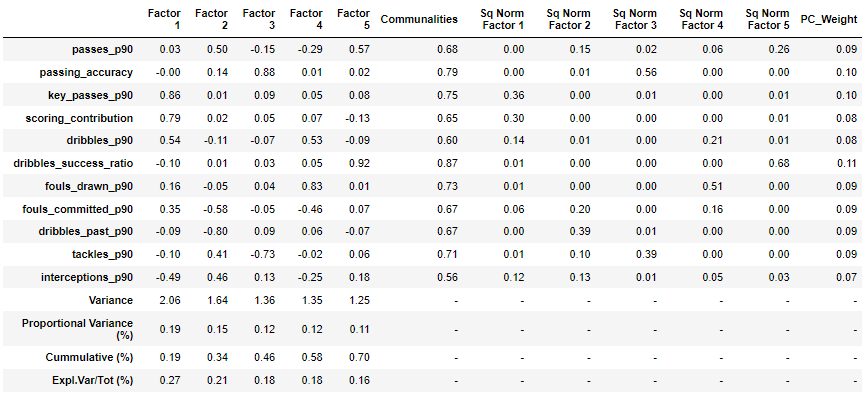 Factor 1 Factor 2 Factor 3 Factor 4 Factor 5 Communalities Sq Norm Factor 1 Sq Norm Factor 2 Sq Norm Factor 3 Sq Norm Factor 4 Sq Norm Factor 5 PC_Weight
passes_p90 0.03 0.50 -0.15 -0.29 0.57 0.68 0.00 0.15 0.02 0.06 0.26 0.09
passing_accuracy -0.00 0.14 0.88 0.01 0.02 0.79 0.00 0.01 0.56 0.00 0.00 0.10
key_passes_p90 0.86 0.01 0.09 0.05 0.08 0.75 0.36 0.00 0.01 0.00 0.01 0.10
scoring_contribution 0.79 0.02 0.05 0.07 -0.13 0.65 0.30 0.00 0.00 0.00 0.01 0.08
dribbles_p90 0.54 -0.11 -0.07 0.53 -0.09 0.60 0.14 0.01 0.00 0.21 0.01 0.08
dribbles_success_ratio -0.10 0.01 0.03 0.05 0.92 0.87 0.01 0.00 0.00 0.00 0.68 0.11
fouls_drawn_p90 0.16 -0.05 0.04 0.83 0.01 0.73 0.01 0.00 0.00 0.51 0.00 0.09
fouls_committed_p90 0.35 -0.58 -0.05 -0.46 0.07 0.67 0.06 0.20 0.00 0.16 0.00 0.09
dribbles_past_p90 -0.09 -0.80 0.09 0.06 -0.07 0.67 0.00 0.39 0.01 0.00 0.00 0.09
tackles_p90 -0.10 0.41 -0.73 -0.02 0.06 0.71 0.01 0.10 0.39 0.00 0.00 0.09
interceptions_p90 -0.49 0.46 0.13 -0.25 0.18 0.56 0.12 0.13 0.01 0.05 0.03 0.07
Variance 2.06 1.64 1.36 1.35 1.25 - - - - - - -
Proportional Variance (%) 0.19 0.15 0.12 0.12 0.11 - - - - - - -
Cummulative (%) 0.19 0.34 0.46 0.58 0.70 - - - - - - -
Expl.Var/Tot (%) 0.27 0.21 0.18 0.18 0.16 - - - - - - -